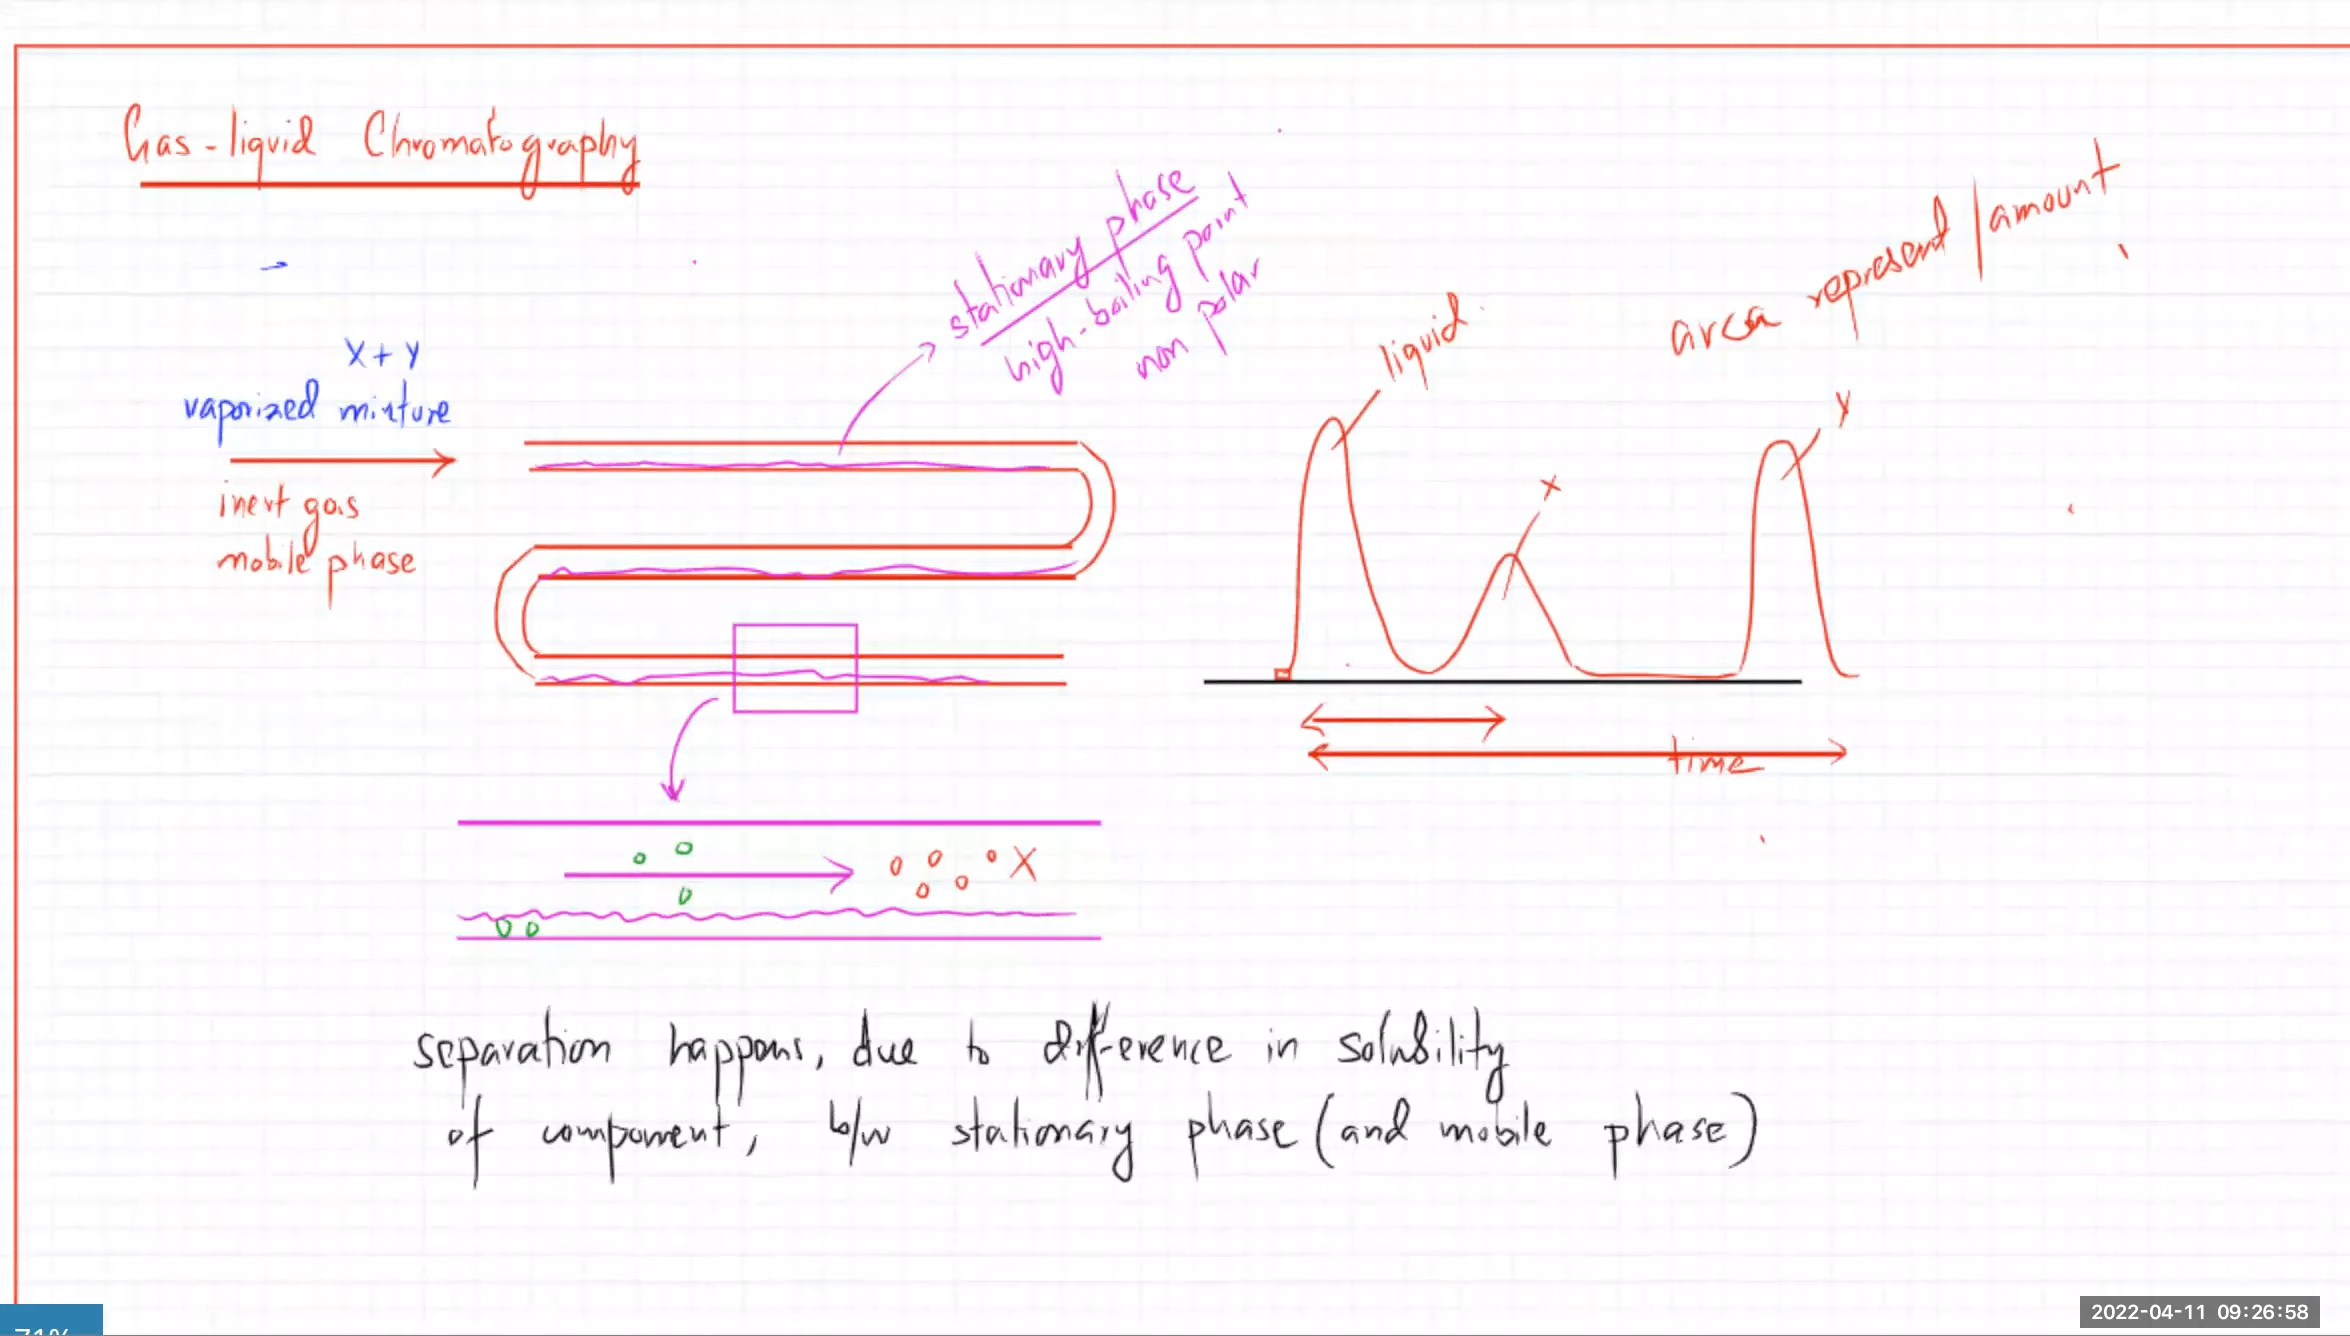 Gas-liquid Chromatography
stationary phase
high-boiling point
non polar
area represent / amount
liquid
X + Y
vaporized mixture
inert gas
mobile phase
x
Y
time
X
separation happens, due to difference in solubility
of component, b/w stationary phase (and mobile phase)
2022-04-11 09:26:58
71%